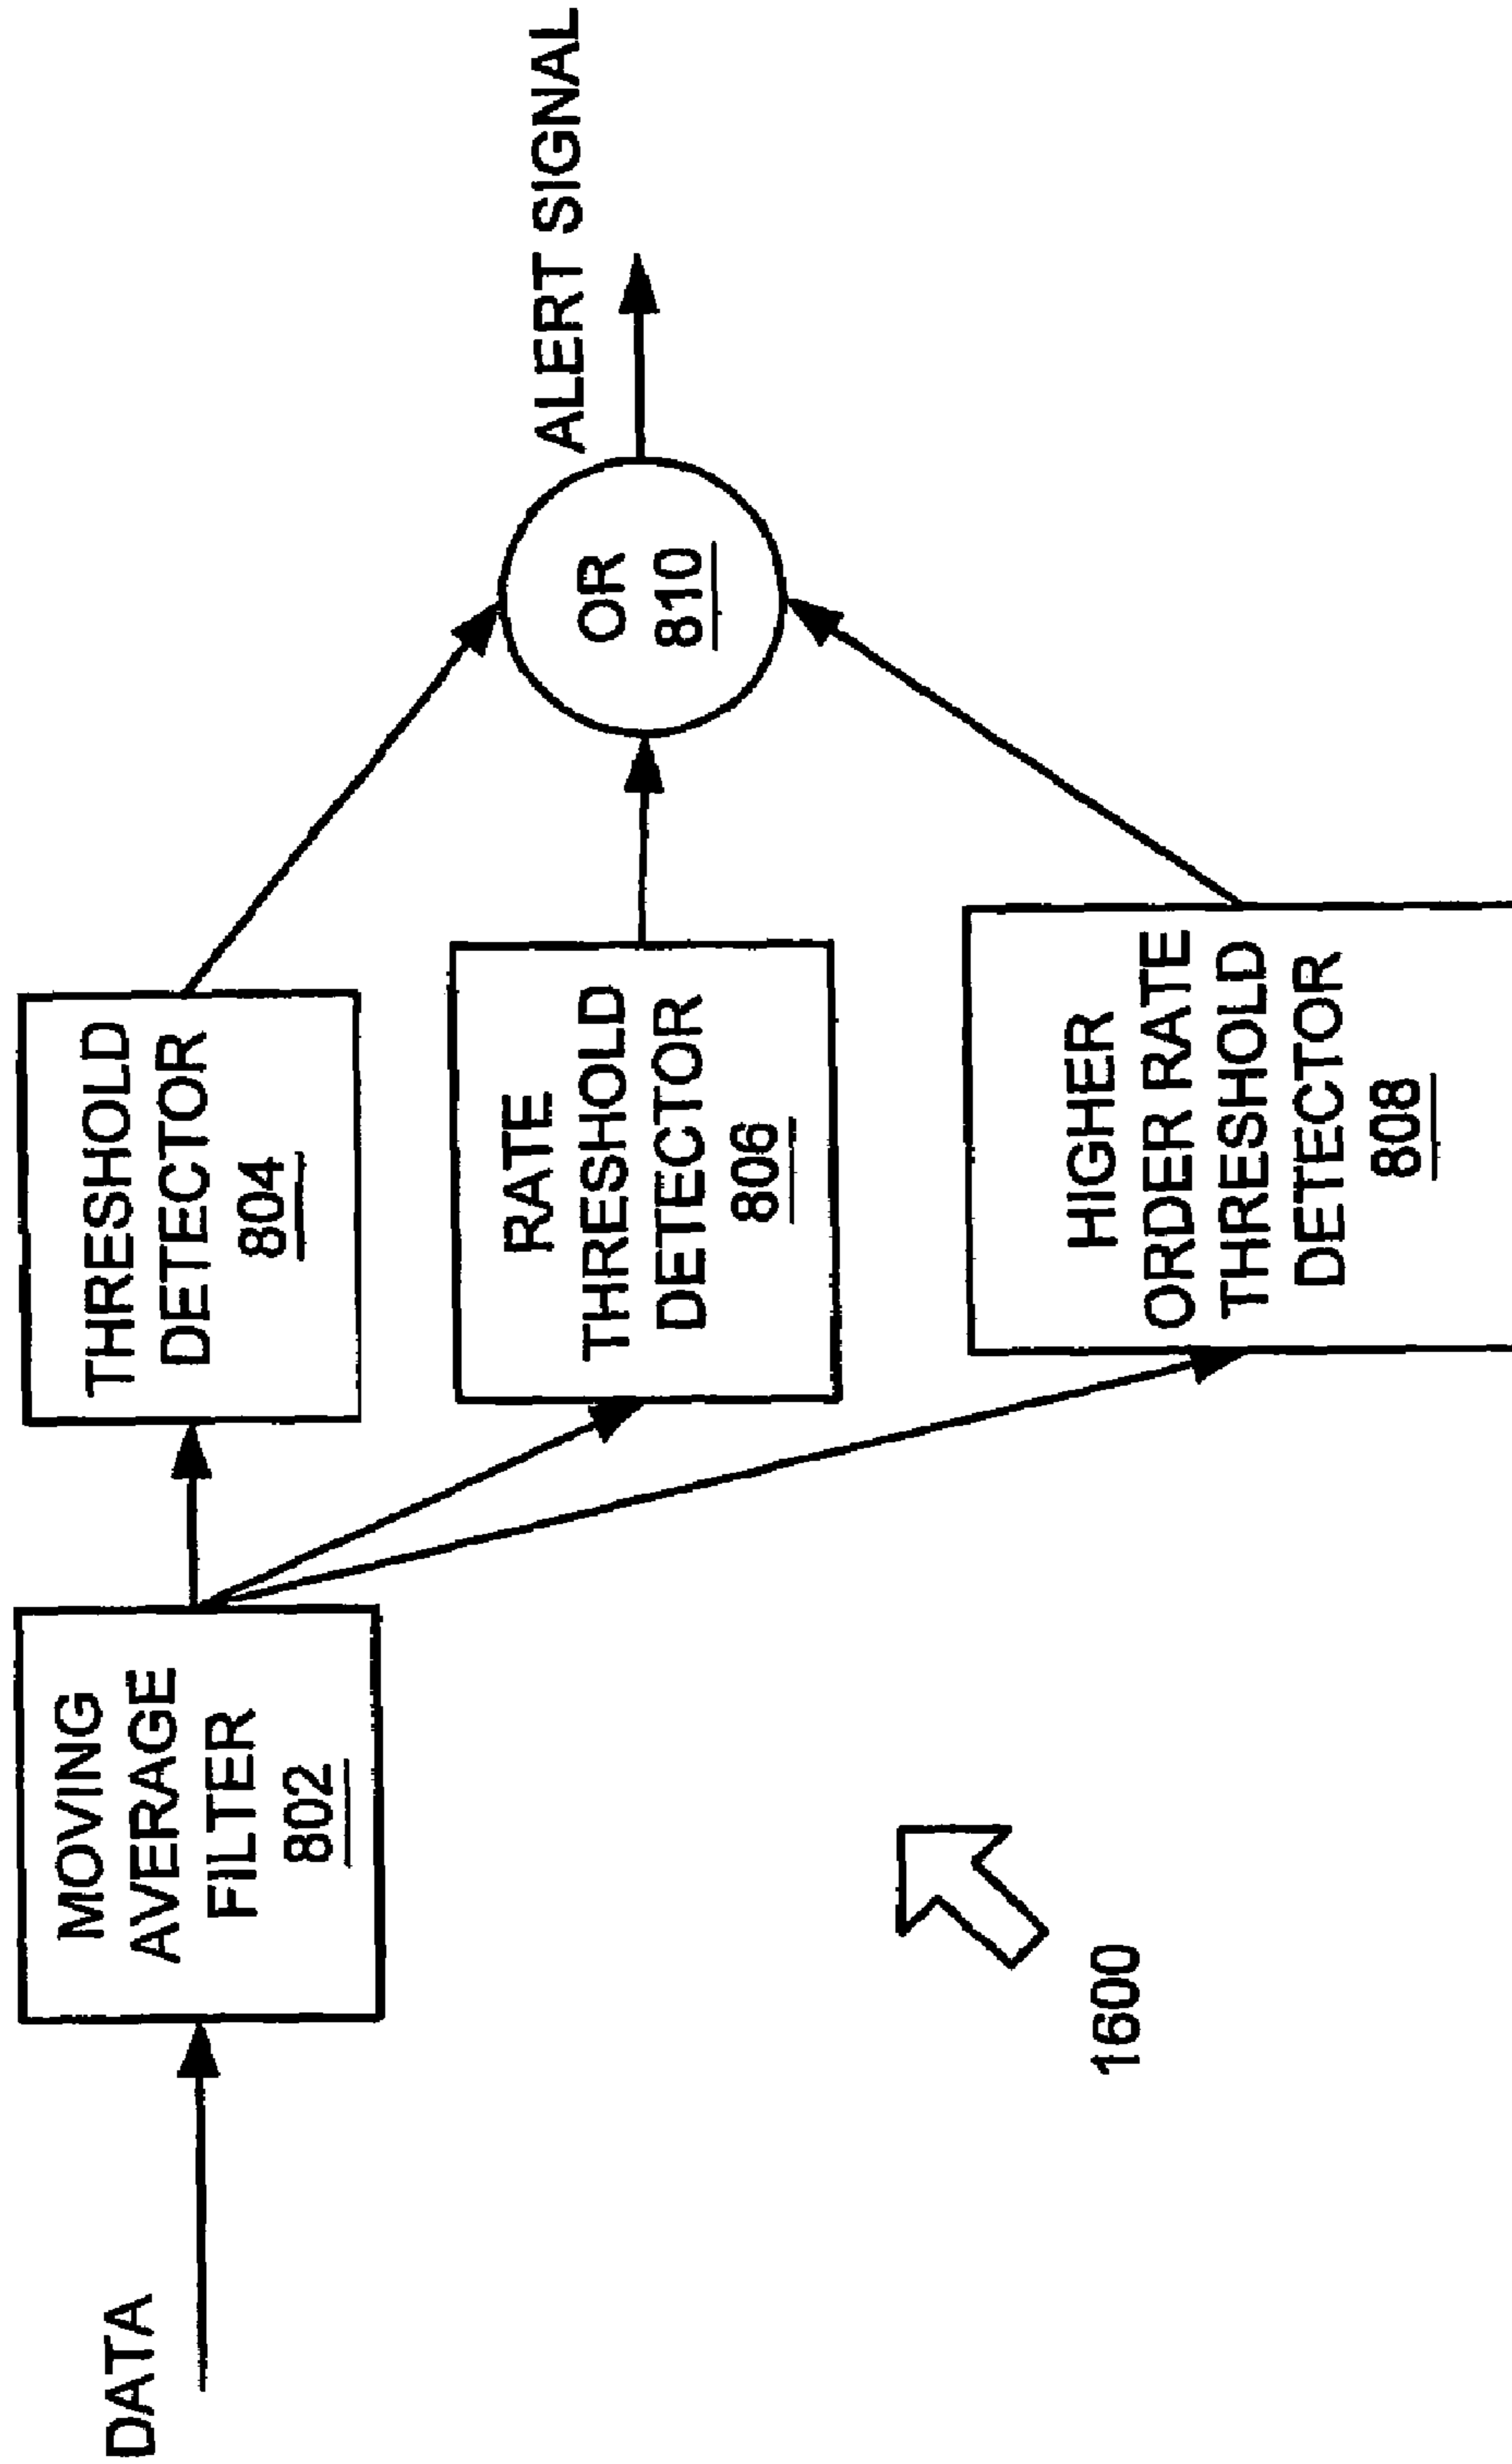 DATA
MOVING
AVERAGE
FILTER
802
THRESHOLD
DETECTOR
804
RATE
THRESHOLD
DETECTOR
806
HIGHER
ORDER RATE
THRESHOLD
DETECTOR
808
OR
810
ALERT SIGNAL
1600